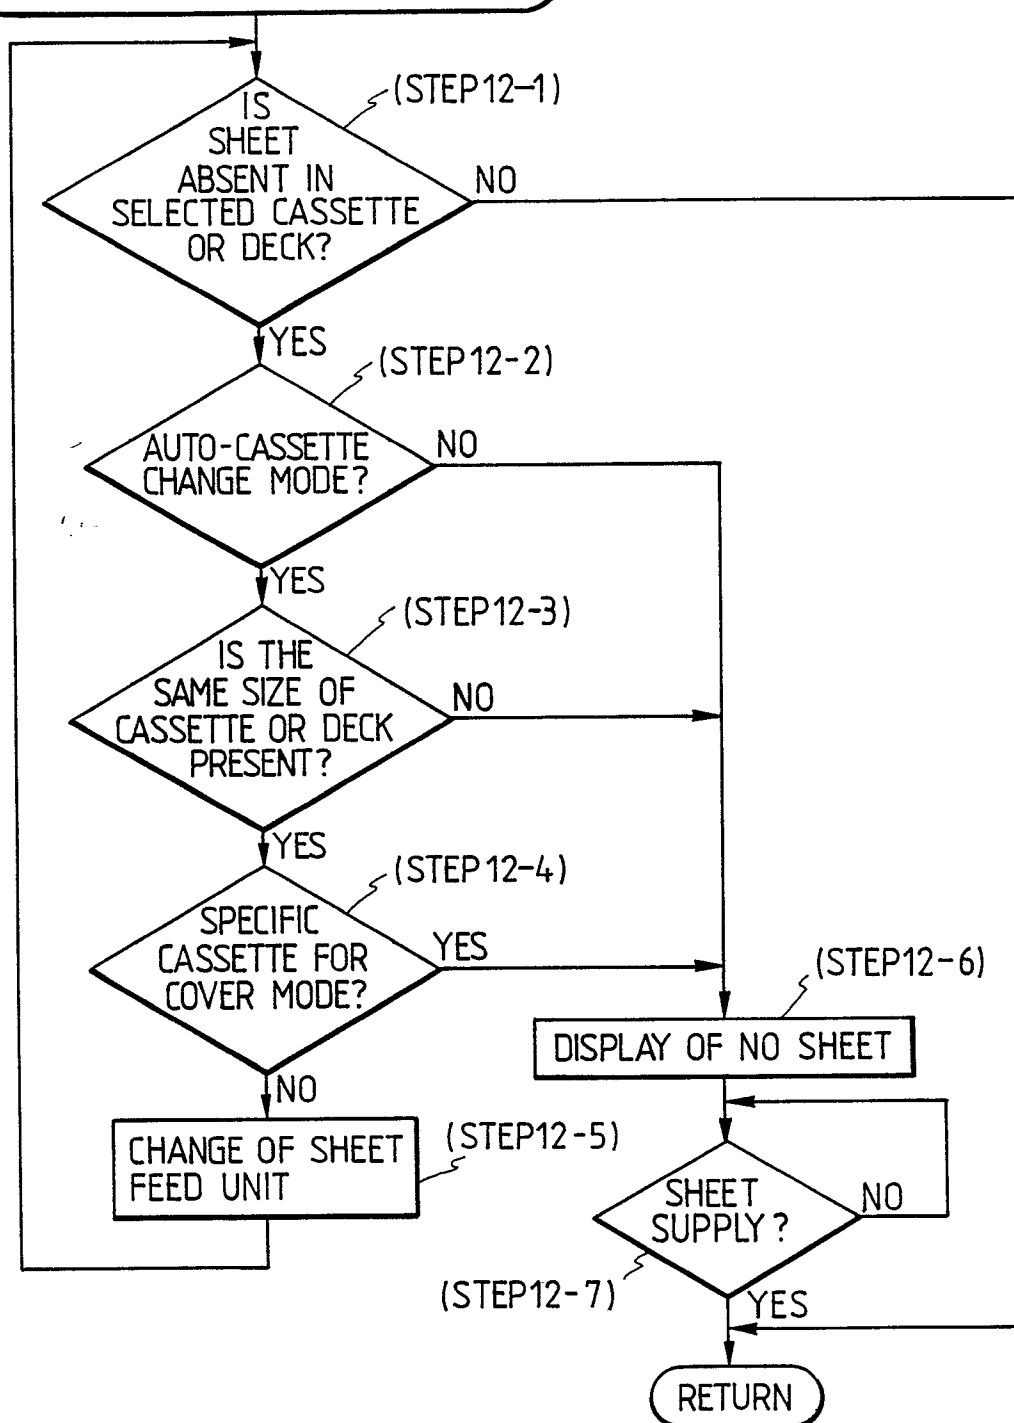 (STEP12-1)
IS
SHEET
ABSENT IN
SELECTED CASSETTE
OR DECK?
NO
YES
(STEP12-2)
AUTO-CASSETTE
CHANGE MODE?
NO
YES
(STEP12-3)
IS THE
SAME SIZE OF
CASSETTE OR DECK
PRESENT?
NO
YES
(STEP12-4)
SPECIFIC
CASSETTE FOR
COVER MODE?
YES
NO
(STEP12-5)
CHANGE OF SHEET
FEED UNIT
(STEP12-6)
DISPLAY OF NO SHEET
SHEET
SUPPLY?
NO
(STEP12-7)
YES
RETURN